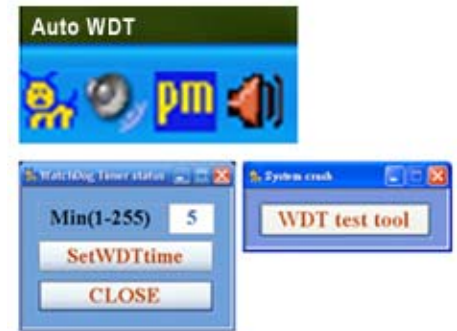 Auto WDT
pm
WatchDog Timer status
System crash
Min(1-255) 5
WDT test tool
SetWDTtime
CLOSE